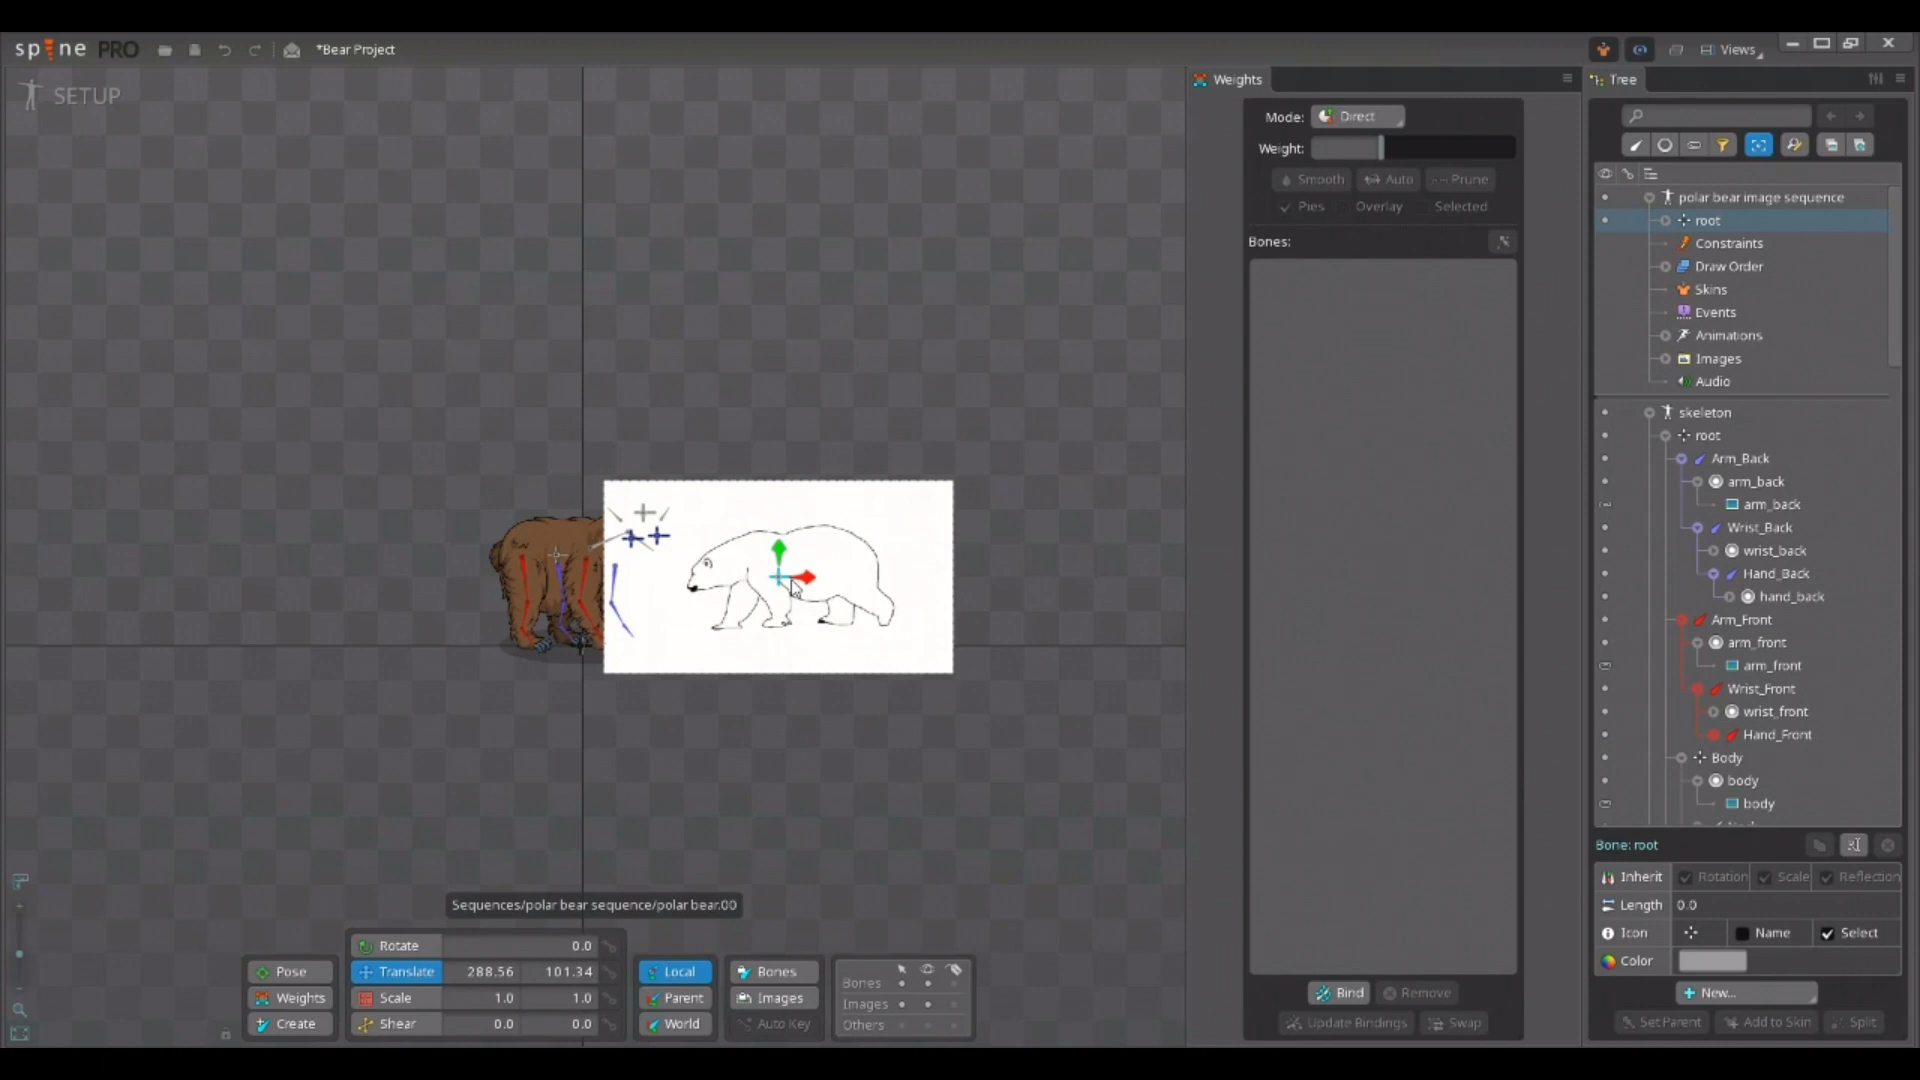 spine PRO
*Bear Project
Views
SETUP
Weights
Mode: Direct
Weight:
Smooth Auto Prune
Pies Overlay Selected
Bones:
Bind Remove
Update Bindings Swap
Tree
polar bear image sequence
root
Constraints
Draw Order
Skins
Events
Animations
Images
Audio
skeleton
root
Arm_Back
arm_back
arm_back
Wrist_Back
wrist_back
Hand_Back
hand_back
Arm_Front
arm_front
arm_front
Wrist_Front
wrist_front
Hand_Front
Body
body
body
Bone: root
Inherit Rotation Scale Reflection
Length 0.0
Icon Name Select
Color
New...
Set Parent Add to Skin Split
Sequences/polar bear sequence/polar bear.00
Pose
Weights
Create
Rotate 0.0
Translate 288.56 101.34
Scale 1.0 1.0
Shear 0.0 0.0
Local
Parent
World
Bones
Images
Auto Key
Bones
Images
Others